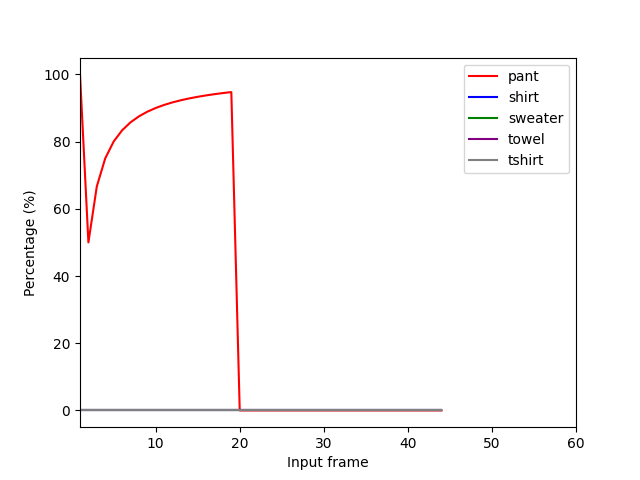 100
80
60
40
20
0
Percentage (%)
pant
shirt
sweater
towel
tshirt
10 20 30 40 50 60
Input frame